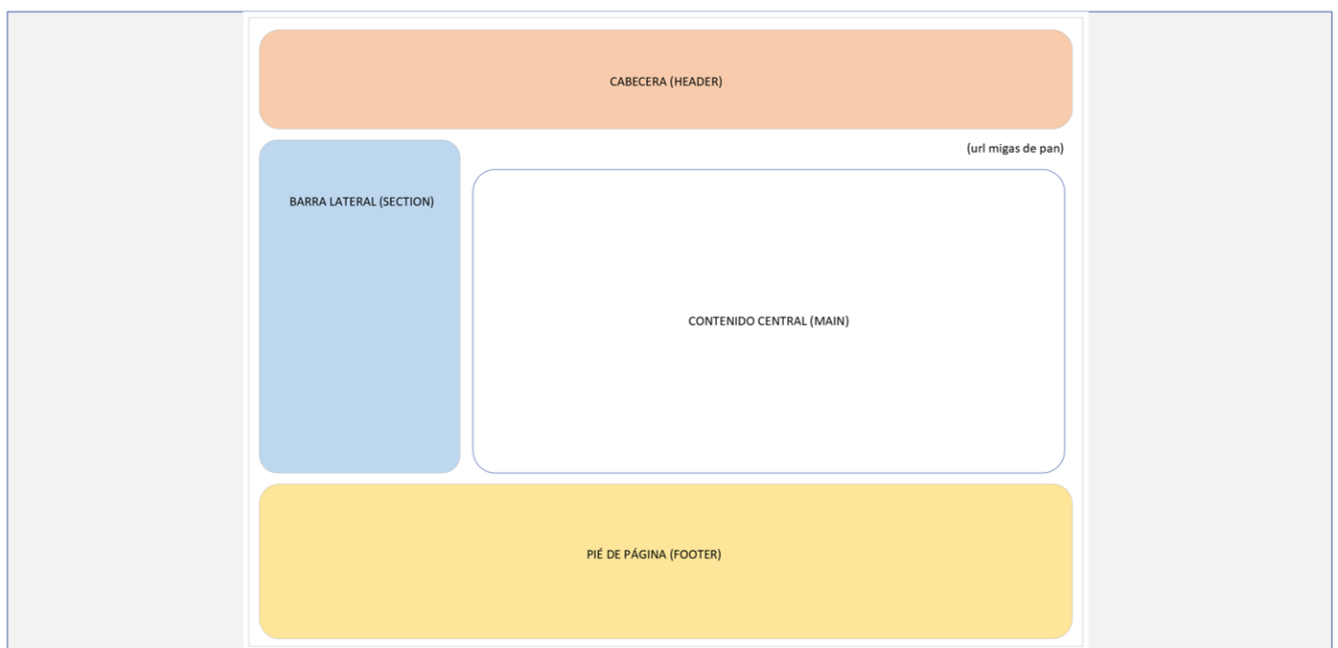 CABECERA (HEADER)
(url migas de pan)
BARRA LATERAL (SECTION)
CONTENIDO CENTRAL (MAIN)
PIÉ DE PÁGINA (FOOTER)